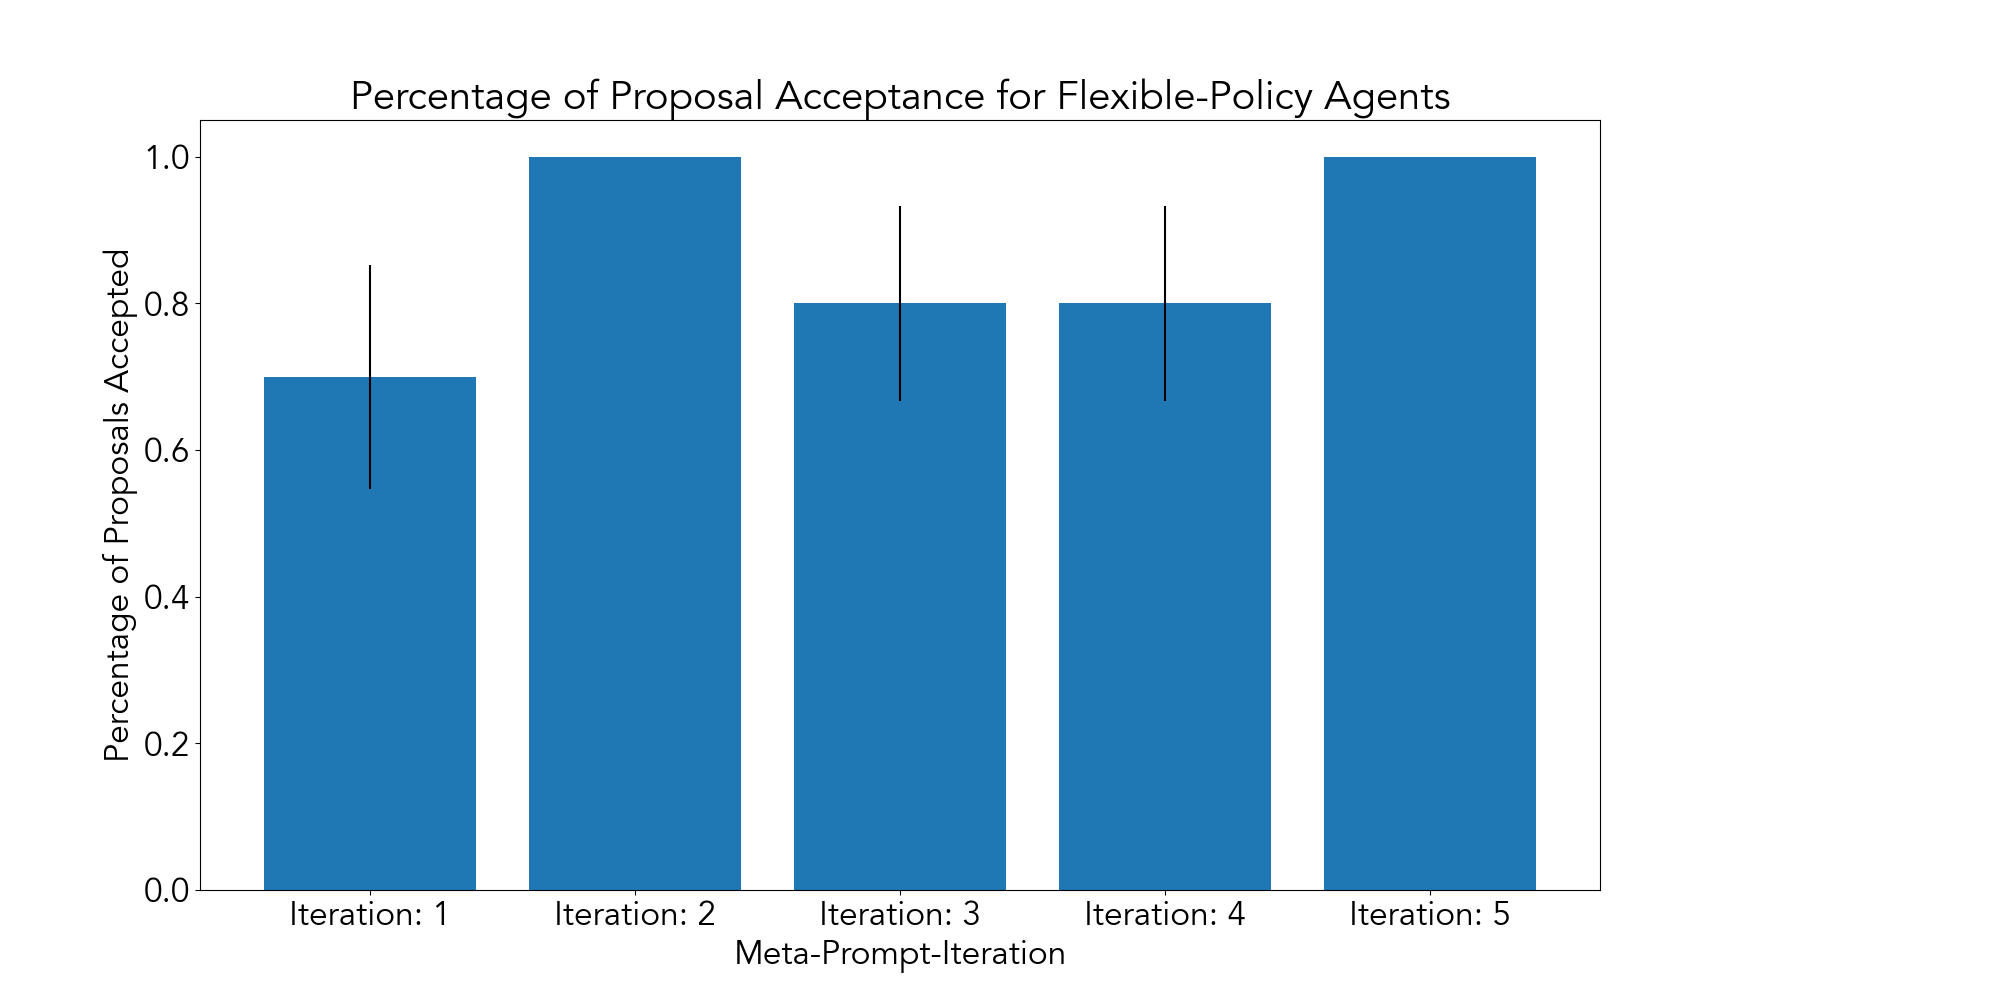 Percentage of Proposal Acceptance for Flexible-Policy Agents
Percentage of Proposals Accepted
1.0
0.8
0.6
0.4
0.2
0.0
Iteration: 1
Iteration: 2
Iteration: 3
Iteration: 4
Iteration: 5
Meta-Prompt-Iteration